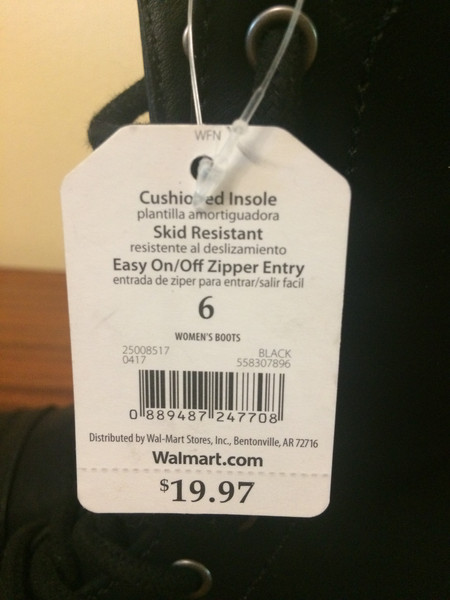 WFN
Cushioned Insole
plantilla amortiguadora
Skid Resistant
resistente al deslizamiento
Easy On/Off Zipper Entry
entrada de ziper para entrar/salir facil
6
WOMEN'S BOOTS
25008517 BLACK
0417 558307896
0 889487 247708
Distributed by Wal-Mart Stores, Inc., Bentonville, AR 72716
Walmart.com
$19.97